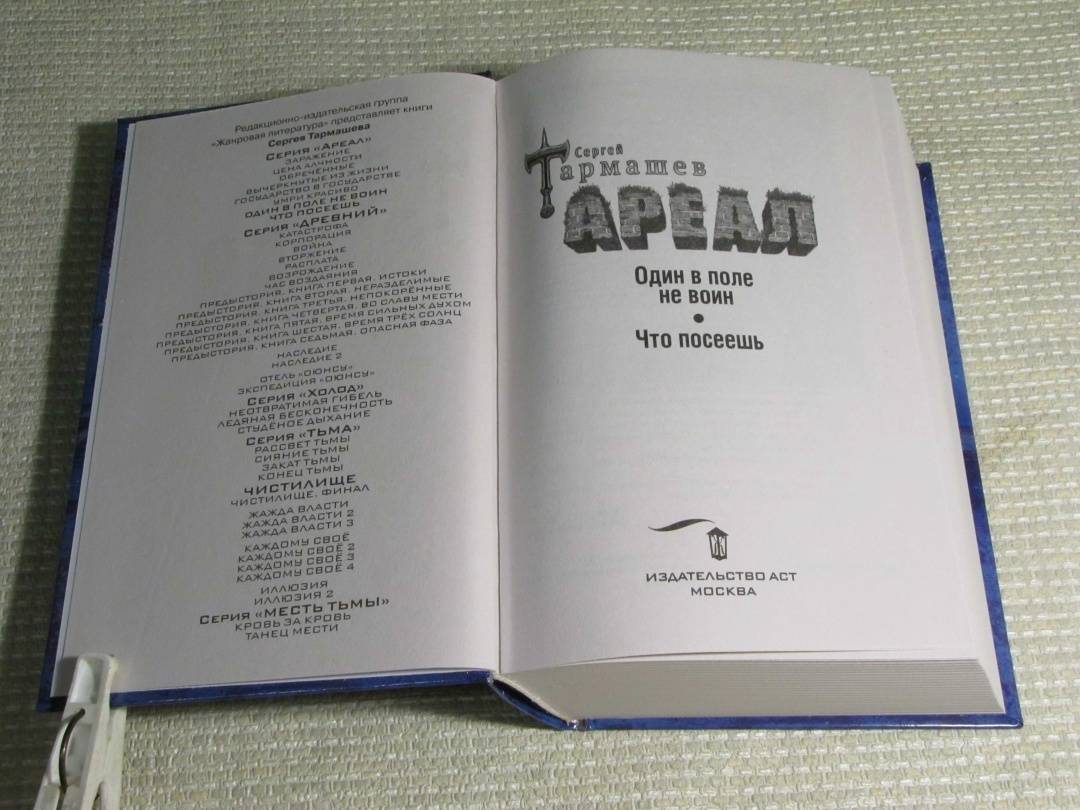 Редакционно-издательская группа
«Жанровая литература» представляет книги
Сергея Тармашева
СЕРИЯ «АРЕАЛ»
ЗАРАЖЕНИЕ
ЦЕНА АЛЧНОСТИ
ОБРЕЧЁННЫЕ
ВЫЧЕРКНУТЫЕ ИЗ ЖИЗНИ
ГОСУДАРСТВО В ГОСУДАРСТВЕ
УМРИ КРАСИВО
ОДИН В ПОЛЕ НЕ ВОИН
ЧТО ПОСЕЕШЬ
СЕРИЯ «ДРЕВНИЙ»
КАТАСТРОФА
КОРПОРАЦИЯ
ВОЙНА
ВТОРЖЕНИЕ
РАСПЛАТА
ВОЗРОЖДЕНИЕ
ЧАС ВОЗДАЯНИЯ
ПРЕДЫСТОРИЯ. КНИГА ПЕРВАЯ. ИСТОКИ
ПРЕДЫСТОРИЯ. КНИГА ВТОРАЯ. НЕРАЗДЕЛИМЫЕ
ПРЕДЫСТОРИЯ. КНИГА ТРЕТЬЯ. НЕПОКОРЁННЫЕ
ПРЕДЫСТОРИЯ. КНИГА ЧЕТВЕРТАЯ. ВО СЛАВУ МЕСТИ
ПРЕДЫСТОРИЯ. КНИГА ПЯТАЯ. ВРЕМЯ СИЛЬНЫХ ДУХОМ
ПРЕДЫСТОРИЯ. КНИГА ШЕСТАЯ. ВРЕМЯ ТРЁХ СОЛНЦ
ПРЕДЫСТОРИЯ. КНИГА СЕДЬМАЯ. ОПАСНАЯ ФАЗА
НАСЛЕДИЕ
НАСЛЕДИЕ 2
ОТЕЛЬ «ОЮНСУ»
ЭКСПЕДИЦИЯ «ОЮНСУ»
СЕРИЯ «ХОЛОД»
НЕОТВРАТИМАЯ ГИБЕЛЬ
ЛЕДЯНАЯ БЕСКОНЕЧНОСТЬ
СТУДЁНОЕ ДЫХАНИЕ
СЕРИЯ «ТЬМА»
РАССВЕТ ТЬМЫ
СИЯНИЕ ТЬМЫ
ЗАКАТ ТЬМЫ
КОНЕЦ ТЬМЫ
ЧИСТИЛИЩЕ
ЧИСТИЛИЩЕ. ФИНАЛ
ЖАЖДА ВЛАСТИ
ЖАЖДА ВЛАСТИ 2
ЖАЖДА ВЛАСТИ 3
КАЖДОМУ СВОЁ
КАЖДОМУ СВОЁ 2
КАЖДОМУ СВОЁ 3
КАЖДОМУ СВОЁ 4
ИЛЛЮЗИЯ
ИЛЛЮЗИЯ 2
СЕРИЯ «МЕСТЬ ТЬМЫ»
КРОВЬ ЗА КРОВЬ
ТАНЕЦ МЕСТИ
Сергей
Тармашев
АРЕАЛ
Один в поле
не воин
•
Что посеешь
ИЗДАТЕЛЬСТВО АСТ
МОСКВА